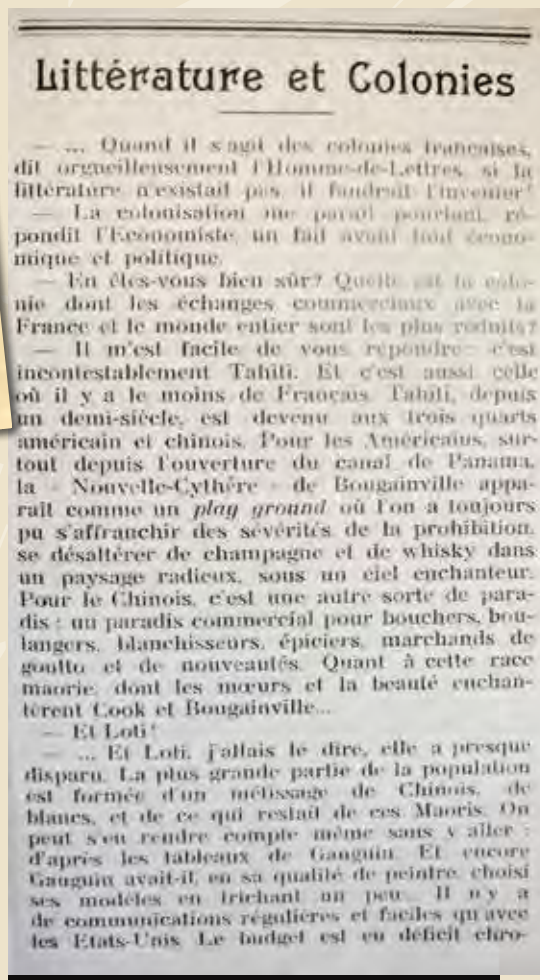 Littérature et Colonies
— ... Quand il s'agit des colonies françaises,
dit orgueilleusement l'Homme-de-Lettres, si la
littérature n'existait pas, il faudrait l'inventer!
— La colonisation me paraît pourtant, ré-
pondit l'Economiste, un fait avant tout écono-
mique et politique.
— En êtes-vous bien sûr? Quelle est la colo-
nie dont les échanges commerciaux avec la
France et le monde entier sont les plus réduits?
— Il m'est facile de vous répondre : c'est
incontestablement Tahiti. Et c'est aussi celle
où il y a le moins de Français. Tahiti, depuis
un demi-siècle, est devenu aux trois quarts
américain et chinois. Pour les Américains, sur-
tout depuis l'ouverture du canal de Panama,
la « Nouvelle-Cythère » de Bougainville appa-
raît comme un play ground où l'on a toujours
pu s'affranchir des sévérités de la prohibition,
se désaltérer de champagne et de whisky dans
un paysage radieux, sous un ciel enchanteur.
Pour le Chinois, c'est une autre sorte de para-
dis : un paradis commercial pour bouchers, bou-
langers, blanchisseurs, épiciers, marchands de
goutte et de nouveautés. Quant à cette race
maorie, dont les mœurs et la beauté enchan-
tèrent Cook et Bougainville...
— Et Loti!
— ... Et Loti, j'allais le dire, elle a presque
disparu. La plus grande partie de la population
est formée d'un métissage de Chinois, de
blancs, et de ce qui restait de ces Maoris. On
peut s'en rendre compte même sans y aller :
d'après les tableaux de Gauguin. Et encore
Gauguin avait-il, en sa qualité de peintre, choisi
ses modèles en trichant un peu. Il n'y a
de communications régulières et faciles qu'avec
les Etats-Unis. Le budget est en déficit chro-